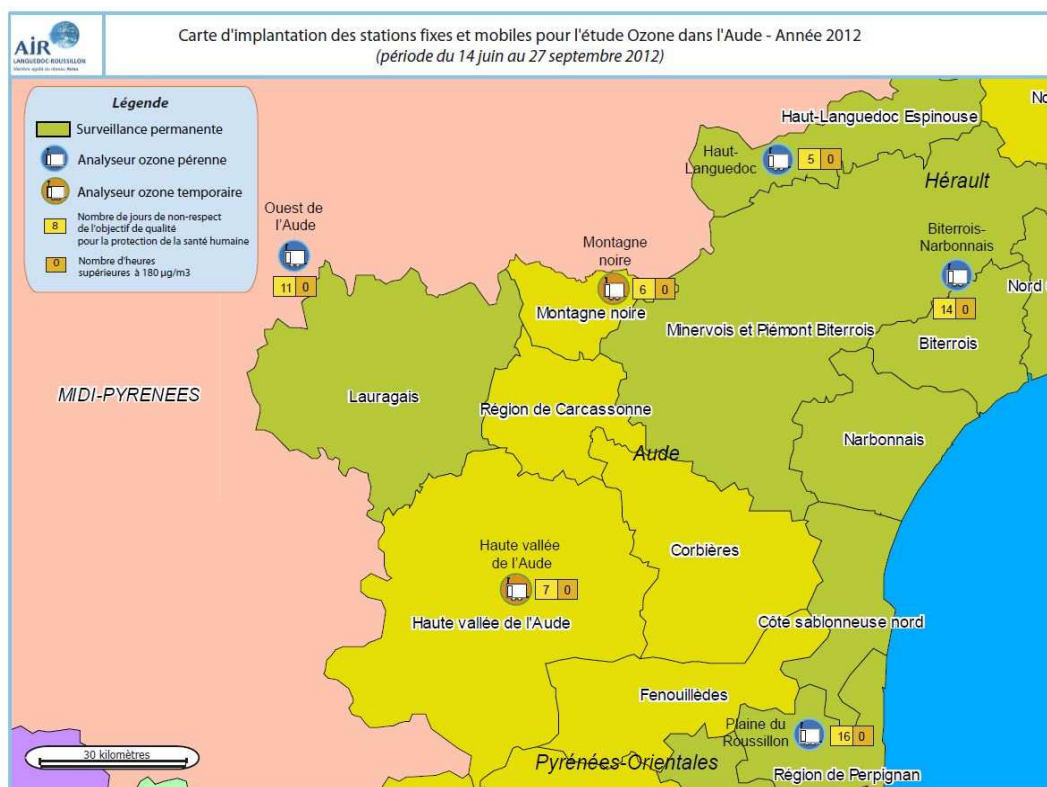 AIR
LANGUEDOC-ROUSSILLON
Carte d'implantation des stations fixes et mobiles pour l'étude Ozone dans l'Aude - Année 2012
(période du 14 juin au 27 septembre 2012)
Légende
Surveillance permanente
Analyseur ozone pérenne
Analyseur ozone temporaire
8
Nombre de jours de non-respect
de l'objectif de qualité
pour la protection de la santé humaine
0
Nombre d'heures
supérieures à 180 µg/m3
Haut-Languedoc Espinouse
No
Haut-
Languedoc
5 0
Hérault
Ouest de
l'Aude
11 0
Montagne
noire
6 0
Montagne noire
Biterrois-
Narbonnais
14 0
Nord
Minervois et Piémont Biterrois
Biterrois
MIDI-PYRENEES
Lauragais
Région de Carcassonne
Narbonnais
Aude
Haute vallée
de l'Aude
7 0
Haute vallée de l'Aude
Corbières
Côte sablonneuse nord
Fenouillèdes
Plaine du
Roussillon
16 0
Pyrénées-Orientales
Région de Perpignan
30 kilomètres